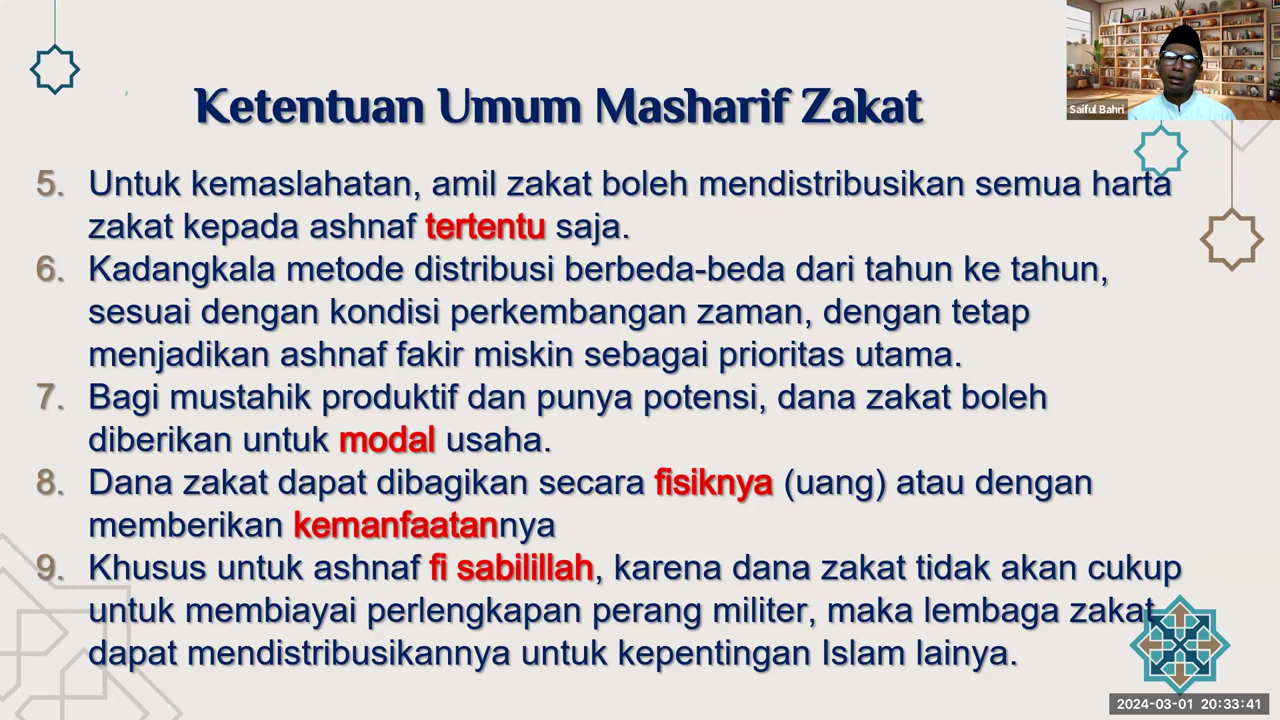 Saiful Bahri
Ketentuan Umum Masharif Zakat
5. Untuk kemaslahatan, amil zakat boleh mendistribusikan semua harta
zakat kepada ashnaf tertentu saja.
6. Kadangkala metode distribusi berbeda-beda dari tahun ke tahun,
sesuai dengan kondisi perkembangan zaman, dengan tetap
menjadikan ashnaf fakir miskin sebagai prioritas utama.
7. Bagi mustahik produktif dan punya potensi, dana zakat boleh
diberikan untuk modal usaha.
8. Dana zakat dapat dibagikan secara fisiknya (uang) atau dengan
memberikan kemanfaatannya
9. Khusus untuk ashnaf fi sabilillah, karena dana zakat tidak akan cukup
untuk membiayai perlengkapan perang militer, maka lembaga zakat
dapat mendistribusikannya untuk kepentingan Islam lainya.
2024-03-01 20:33:41